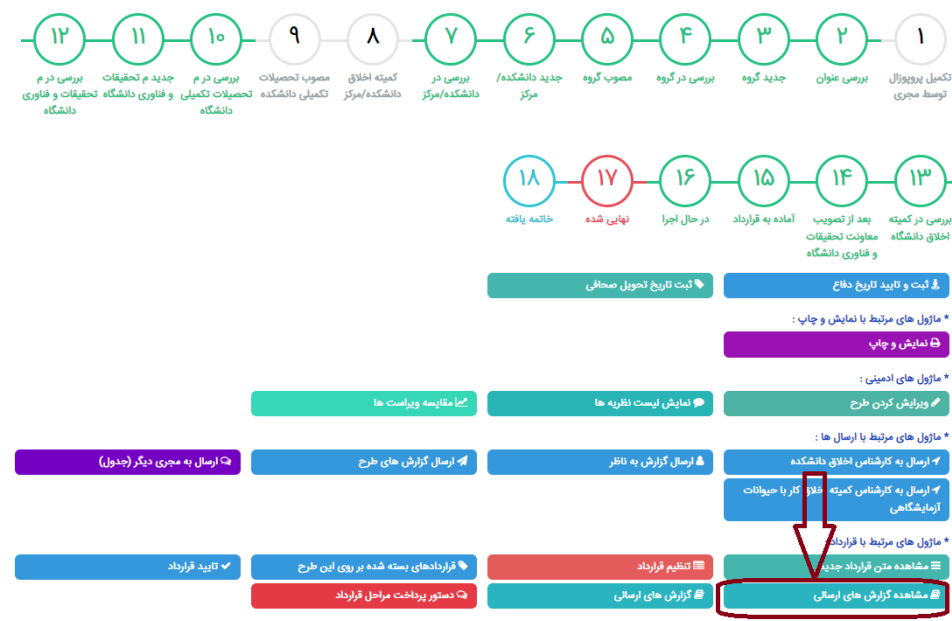 ۱ ۲ ۳ ۴ ۵ ۶ ۷ ۸ ۹ ۱۰ ۱۱ ۱۲
تکمیل پروپوزال بررسی عنوان جدید گروه بررسی در گروه مصوب گروه جدید دانشکده/ بررسی در کمیته اخلاق مصوب تحصیلات بررسی در م جدید م تحقیقات بررسی در م
توسط مجری مرکز دانشکده/مرکز دانشکده/مرکز تکمیلی دانشکده تحصیلات تکمیلی و فناوری دانشگاه تحقیقات و فناوری
دانشگاه دانشگاه
۱۳ ۱۴ ۱۵ ۱۶ ۱۷ ۱۸
بررسی در کمیته بعد از تصویب آماده به قرارداد در حال اجرا نهایی شده خاتمه یافته
اخلاق دانشگاه معاونت تحقیقات
و فناوری دانشگاه
ثبت و تایید تاریخ دفاع ثبت تاریخ تحویل صحافی
* ماژول های مرتبط با نمایش و چاپ :
نمایش و چاپ
* ماژول های ادمینی :
ویرایش کردن طرح نمایش لیست نظریه ها مقایسه ویراست ها
* ماژول های مرتبط با ارسال ها :
ارسال به کارشناس اخلاق دانشکده ارسال گزارش به ناظر ارسال گزارش های طرح ارسال به مجری دیگر (جدول)
ارسال به کارشناس کمیته اخلاق کار با حیوانات
آزمایشگاهی
* ماژول های مرتبط با قرارداد
مشاهده متن قرارداد جدید تنظیم قرارداد قراردادهای بسته شده بر روی این طرح تایید قرارداد
مشاهده گزارش های ارسالی گزارش های ارسالی دستور پرداخت مراحل قرارداد